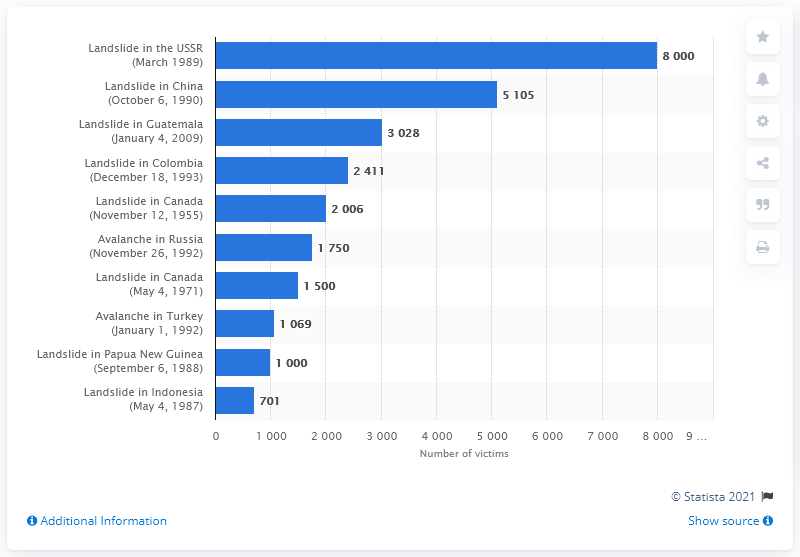 Landslide in the USSR
(March 1989)
8 000
Landslide in China
(October 6, 1990)
5 105
Landslide in Guatemala
(January 4, 2009)
3 028
Landslide in Colombia
(December 18, 1993)
2 411
Landslide in Canada
(November 12, 1955)
2 006
Avalanche in Russia
(November 26, 1992)
1 750
Landslide in Canada
(May 4, 1971)
1 500
Avalanche in Turkey
(January 1, 1992)
1 069
Landslide in Papua New Guinea
(September 6, 1988)
1 000
Landslide in Indonesia
(May 4, 1987)
701
0 1 000 2 000 3 000 4 000 5 000 6 000 7 000 8 000 9 ...
Number of victims
© Statista 2021
Additional Information
Show source